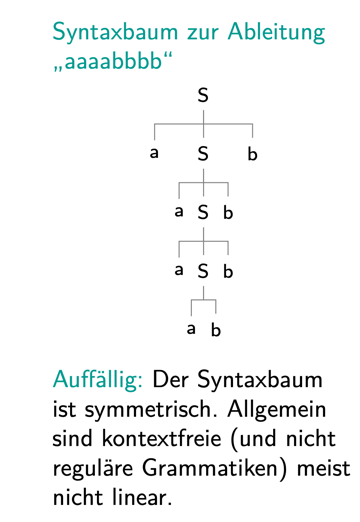 Syntaxbaum zur Ableitung
„aaaabbbb“
S
a S b
a S b
a S b
a b
Auffällig: Der Syntaxbaum
ist symmetrisch. Allgemein
sind kontextfreie (und nicht
reguläre Grammatiken) meist
nicht linear.